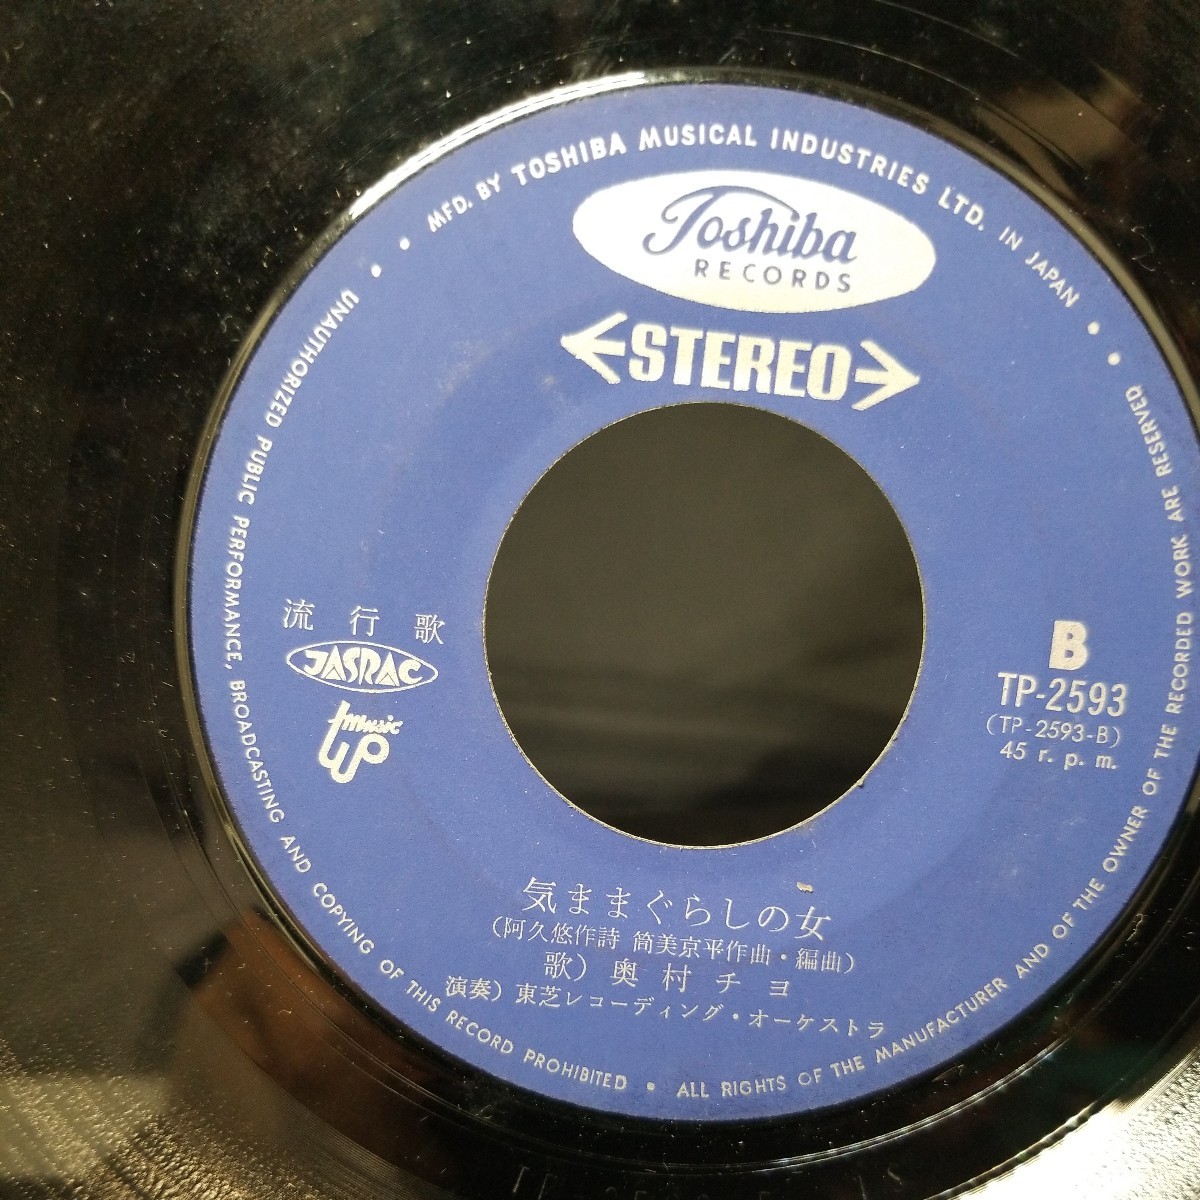 MFD. BY TOSHIBA MUSICAL INDUSTRIES LTD. IN JAPAN
Toshiba
RECORDS
STEREO
流行歌
JASRAC
music
B
TP-2593
(TP-2593-B)
45 r. p. m.
気ままぐらしの女
(阿久悠作詩 筒美京平作曲・編曲)
歌) 奥村チヨ
演奏) 東芝レコーディング・オーケストラ
UNAUTHORIZED PUBLIC PERFORMANCE, BROADCASTING AND COPYING OF THIS RECORD PROHIBITED • ALL RIGHTS OF THE MANUFACTURER AND OF THE OWNER OF THE RECORDED WORK ARE RESERVED